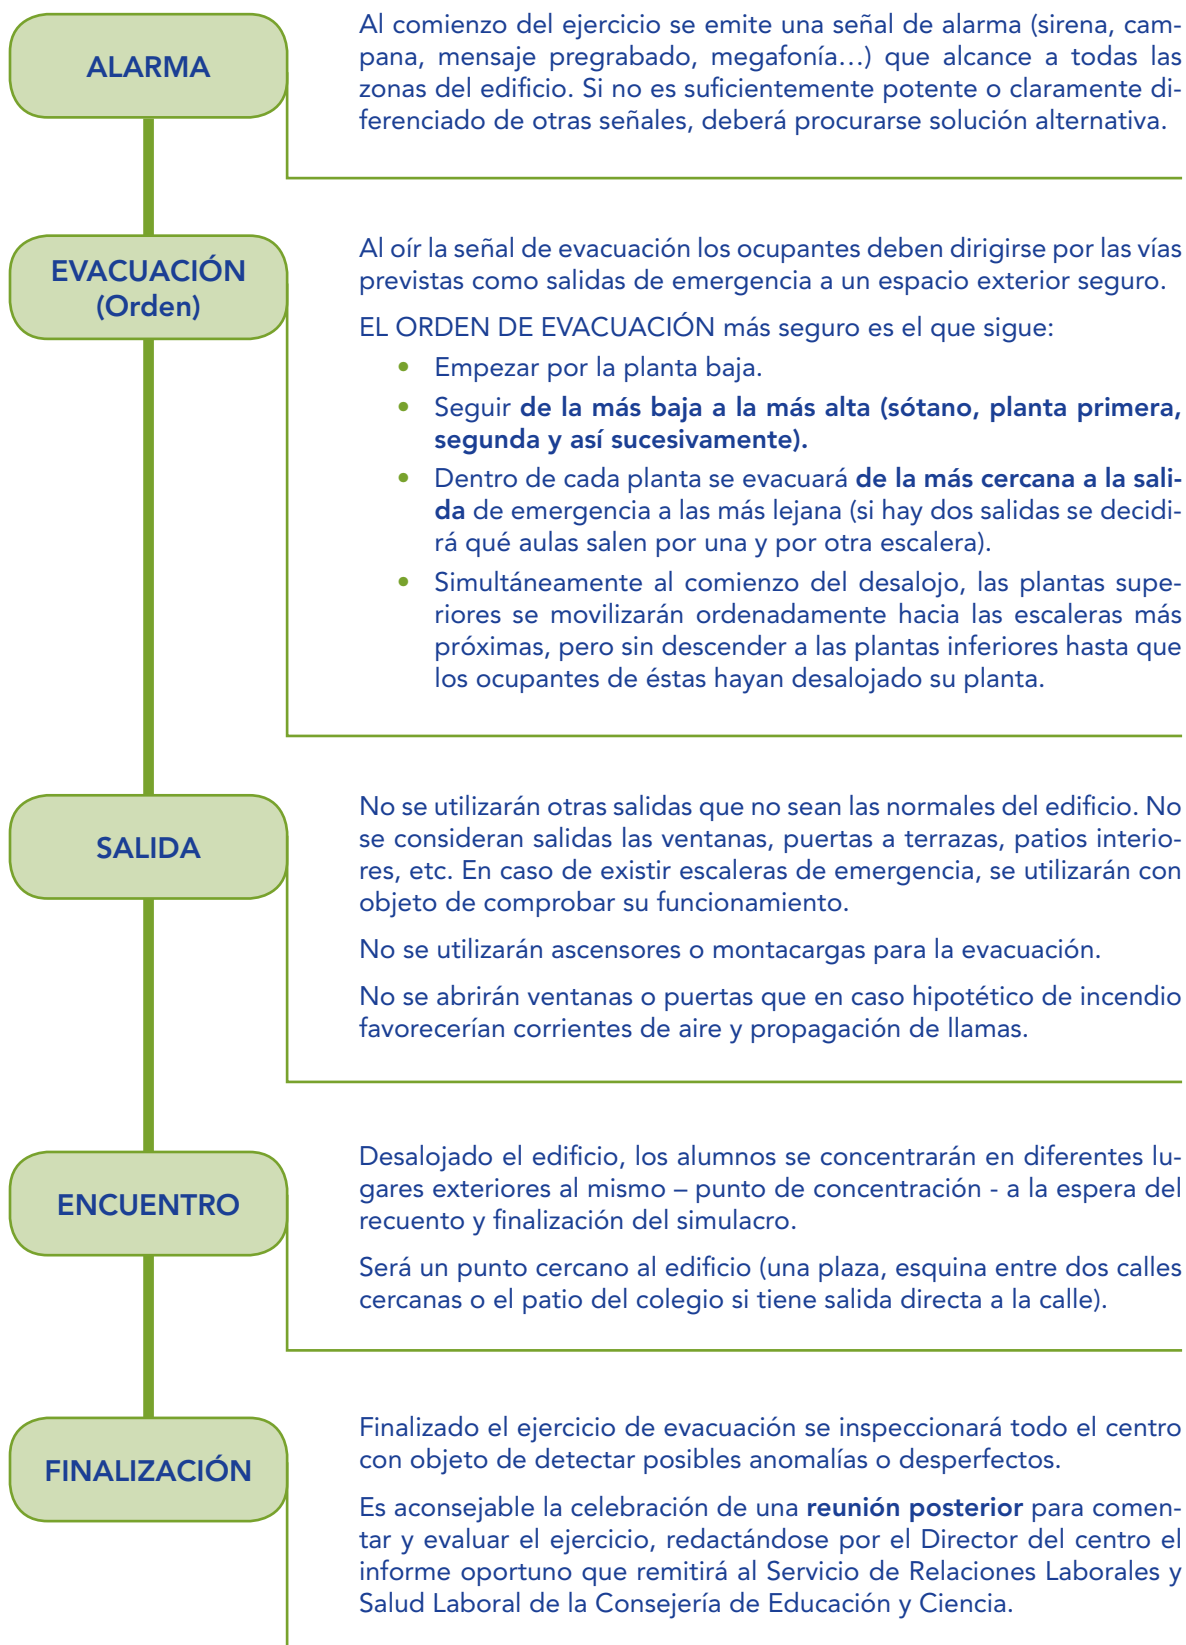 ALARMA
Al comienzo del ejercicio se emite una señal de alarma (sirena, cam-
pana, mensaje pregrabado, megafonía…) que alcance a todas las
zonas del edificio. Si no es suficientemente potente o claramente di-
ferenciado de otras señales, deberá procurarse solución alternativa.
EVACUACIÓN
(Orden)
Al oír la señal de evacuación los ocupantes deben dirigirse por las vías
previstas como salidas de emergencia a un espacio exterior seguro.
EL ORDEN DE EVACUACIÓN más seguro es el que sigue:
• Empezar por la planta baja.
• Seguir de la más baja a la más alta (sótano, planta primera,
segunda y así sucesivamente).
• Dentro de cada planta se evacuará de la más cercana a la sali-
da de emergencia a las más lejana (si hay dos salidas se decidi-
rá qué aulas salen por una y por otra escalera).
• Simultáneamente al comienzo del desalojo, las plantas supe-
riores se movilizarán ordenadamente hacia las escaleras más
próximas, pero sin descender a las plantas inferiores hasta que
los ocupantes de éstas hayan desalojado su planta.
SALIDA
No se utilizarán otras salidas que no sean las normales del edificio. No
se consideran salidas las ventanas, puertas a terrazas, patios interio-
res, etc. En caso de existir escaleras de emergencia, se utilizarán con
objeto de comprobar su funcionamiento.
No se utilizarán ascensores o montacargas para la evacuación.
No se abrirán ventanas o puertas que en caso hipotético de incendio
favorecerían corrientes de aire y propagación de llamas.
ENCUENTRO
Desalojado el edificio, los alumnos se concentrarán en diferentes lu-
gares exteriores al mismo – punto de concentración - a la espera del
recuento y finalización del simulacro.
Será un punto cercano al edificio (una plaza, esquina entre dos calles
cercanas o el patio del colegio si tiene salida directa a la calle).
FINALIZACIÓN
Finalizado el ejercicio de evacuación se inspeccionará todo el centro
con objeto de detectar posibles anomalías o desperfectos.
Es aconsejable la celebración de una reunión posterior para comen-
tar y evaluar el ejercicio, redactándose por el Director del centro el
informe oportuno que remitirá al Servicio de Relaciones Laborales y
Salud Laboral de la Consejería de Educación y Ciencia.